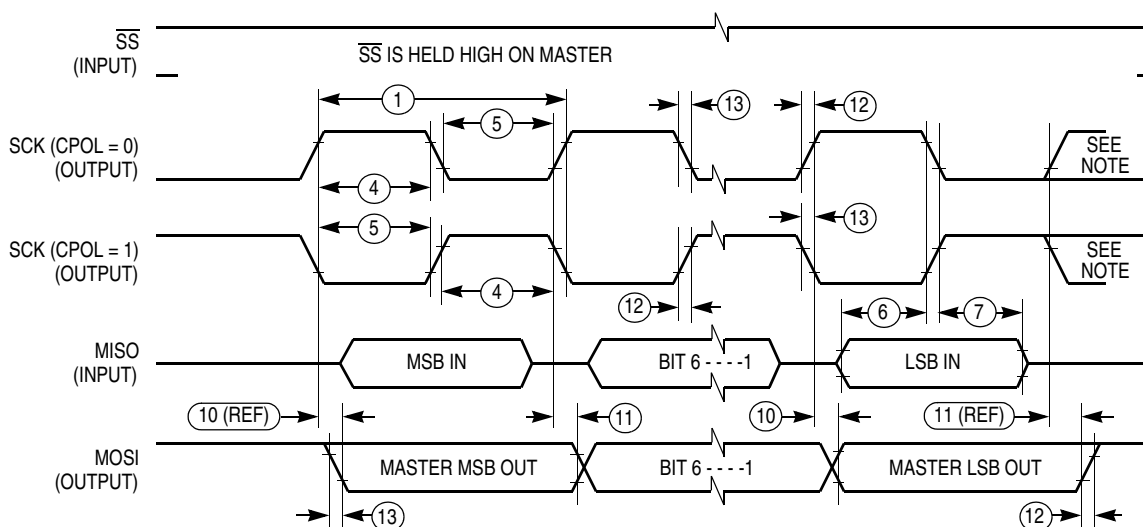 SS
(INPUT)
SS IS HELD HIGH ON MASTER
1
13
12
5
SCK (CPOL = 0)
(OUTPUT)
SEE
NOTE
4
5
13
SCK (CPOL = 1)
(OUTPUT)
SEE
NOTE
4
12
6
7
MISO
(INPUT)
MSB IN
BIT 6 - - - -1
LSB IN
10 (REF)
11
10
11 (REF)
MOSI
(OUTPUT)
MASTER MSB OUT
BIT 6 - - - -1
MASTER LSB OUT
13
12